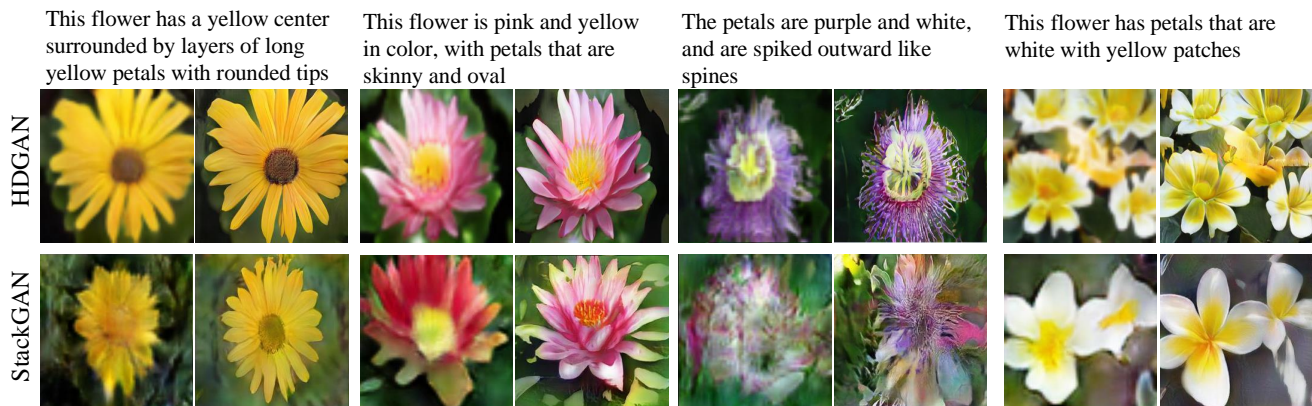 This flower has a yellow center
surrounded by layers of long
yellow petals with rounded tips
This flower is pink and yellow
in color, with petals that are
skinny and oval
The petals are purple and white,
and are spiked outward like
spines
This flower has petals that are
white with yellow patches
HDGAN
StackGAN